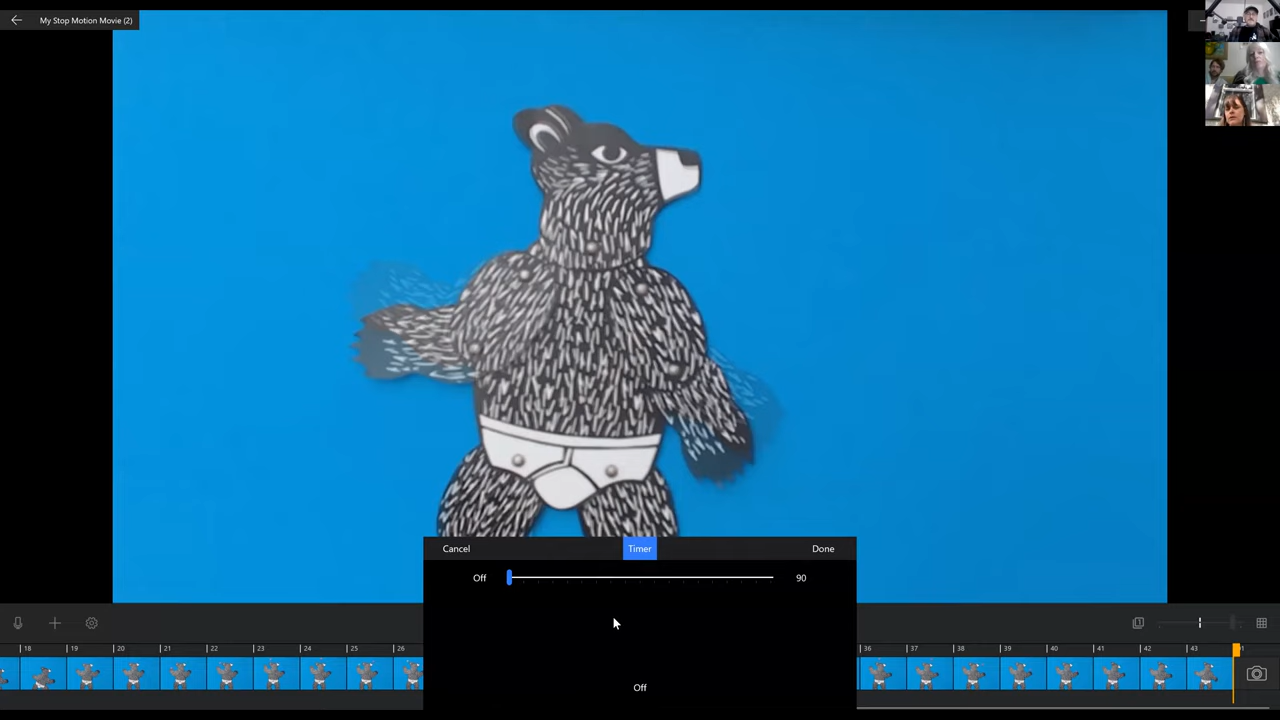 My Stop Motion Movie (2)
Cancel Timer Done
Off 90
18 19 20 21 22 23 24 25 26 36 37 38 39 40 41 42 43
Off